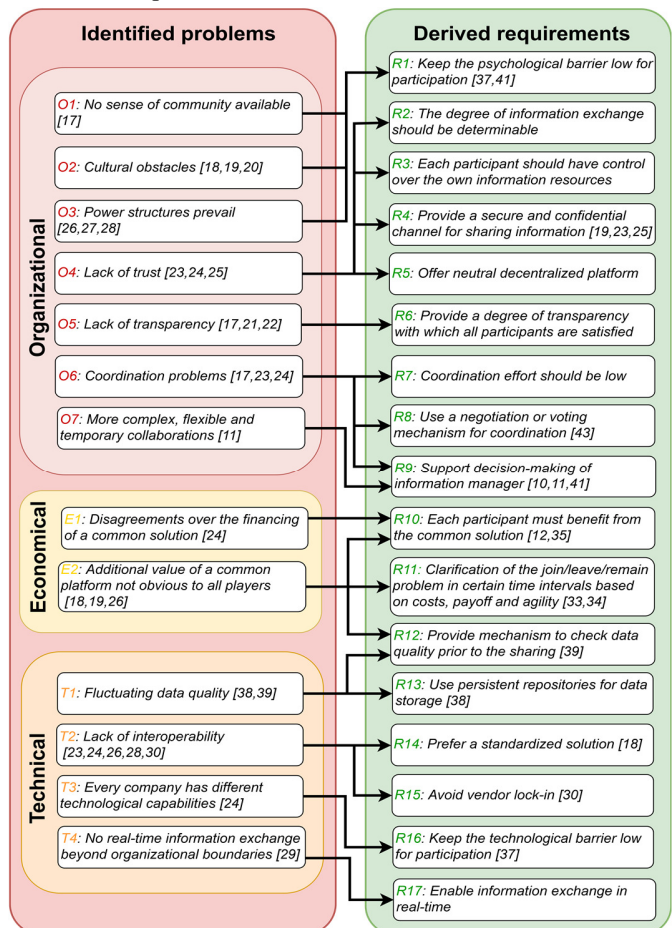 Identified problems
Organizational
O1: No sense of community available
[17]
O2: Cultural obstacles [18,19,20]
O3: Power structures prevail
[26,27,28]
O4: Lack of trust [23,24,25]
O5: Lack of transparency [17,21,22]
O6: Coordination problems [17,23,24]
O7: More complex, flexible and
temporary collaborations [11]
Economical
E1: Disagreements over the financing
of a common solution [24]
E2: Additional value of a common
platform not obvious to all players
[18,19,26]
Technical
T1: Fluctuating data quality [38,39]
T2: Lack of interoperability
[23,24,26,28,30]
T3: Every company has different
technological capabilities [24]
T4: No real-time information exchange
beyond organizational boundaries [29]
Derived requirements
R1: Keep the psychological barrier low for
participation [37,41]
R2: The degree of information exchange
should be determinable
R3: Each participant should have control
over the own information resources
R4: Provide a secure and confidential
channel for sharing information [19,23,25]
R5: Offer neutral decentralized platform
R6: Provide a degree of transparency
with which all participants are satisfied
R7: Coordination effort should be low
R8: Use a negotiation or voting
mechanism for coordination [43]
R9: Support decision-making of
information manager [10,11,41]
R10: Each participant must benefit from
the common solution [12,35]
R11: Clarification of the join/leave/remain
problem in certain time intervals based
on costs, payoff and agility [33,34]
R12: Provide mechanism to check data
quality prior to the sharing [39]
R13: Use persistent repositories for data
storage [38]
R14: Prefer a standardized solution [18]
R15: Avoid vendor lock-in [30]
R16: Keep the technological barrier low
for participation [37]
R17: Enable information exchange in
real-time